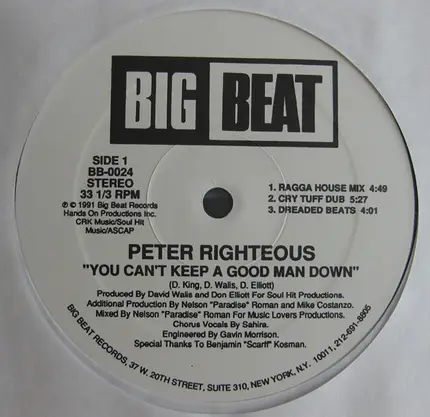 BIG BEAT
SIDE 1
BB-0024
STEREO
33 1/3 RPM
℗ © 1991 Big Beat Records
Hands On Productions Inc.
CRK Music/Soul Hit
Music/ASCAP
1. RAGGA HOUSE MIX 4:49
2. CRY TUFF DUB 5:27
3. DREADED BEATS 4:01
PETER RIGHTEOUS
"YOU CAN'T KEEP A GOOD MAN DOWN"
(D. King, D. Walls, D. Elliott)
Produced By David Walls and Don Elliott For Soul Hit Productions.
Additional Production By Nelson "Paradise" Roman and Mike Costanzo.
Mixed By Nelson "Paradise" Roman For Music Lovers Productions.
Chorus Vocals By Sahira.
Engineered By Gavin Morrison.
Special Thanks To Benjamin "Scarff" Kosman.
BIG BEAT RECORDS, 37 W. 20TH STREET, SUITE 310, NEW YORK, N.Y. 10011, 212-691-8805